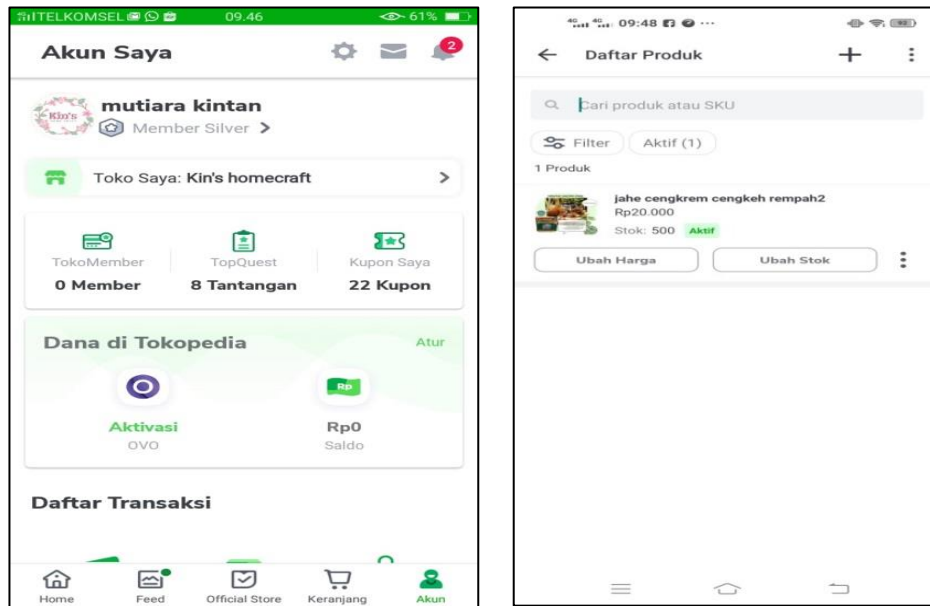 TELKOMSEL 09.46 61%
Akun Saya
2
Kin's
mutiara kintan
Member Silver >
Toko Saya: Kin's homecraft >
TokoMember TopQuest Kupon Saya
0 Member 8 Tantangan 22 Kupon
Dana di Tokopedia Atur
Rp
Aktivasi Rp0
OVO Saldo
Daftar Transaksi
Home Feed Official Store Keranjang Akun
4G 4G 09:48 ···
Daftar Produk
Cari produk atau SKU
Filter Aktif (1)
1 Produk
jahe cengkrem cengkeh rempah2
Rp20.000
Stok: 500 Aktif
Ubah Harga Ubah Stok